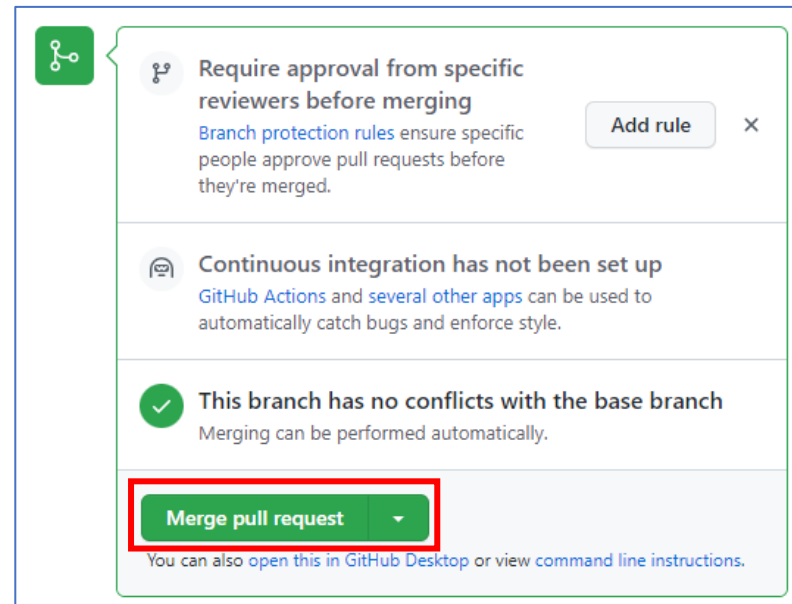 Require approval from specific
reviewers before merging
Branch protection rules ensure specific
people approve pull requests before
they're merged.
Add rule
Continuous integration has not been set up
GitHub Actions and several other apps can be used to
automatically catch bugs and enforce style.
This branch has no conflicts with the base branch
Merging can be performed automatically.
Merge pull request
You can also open this in GitHub Desktop or view command line instructions.